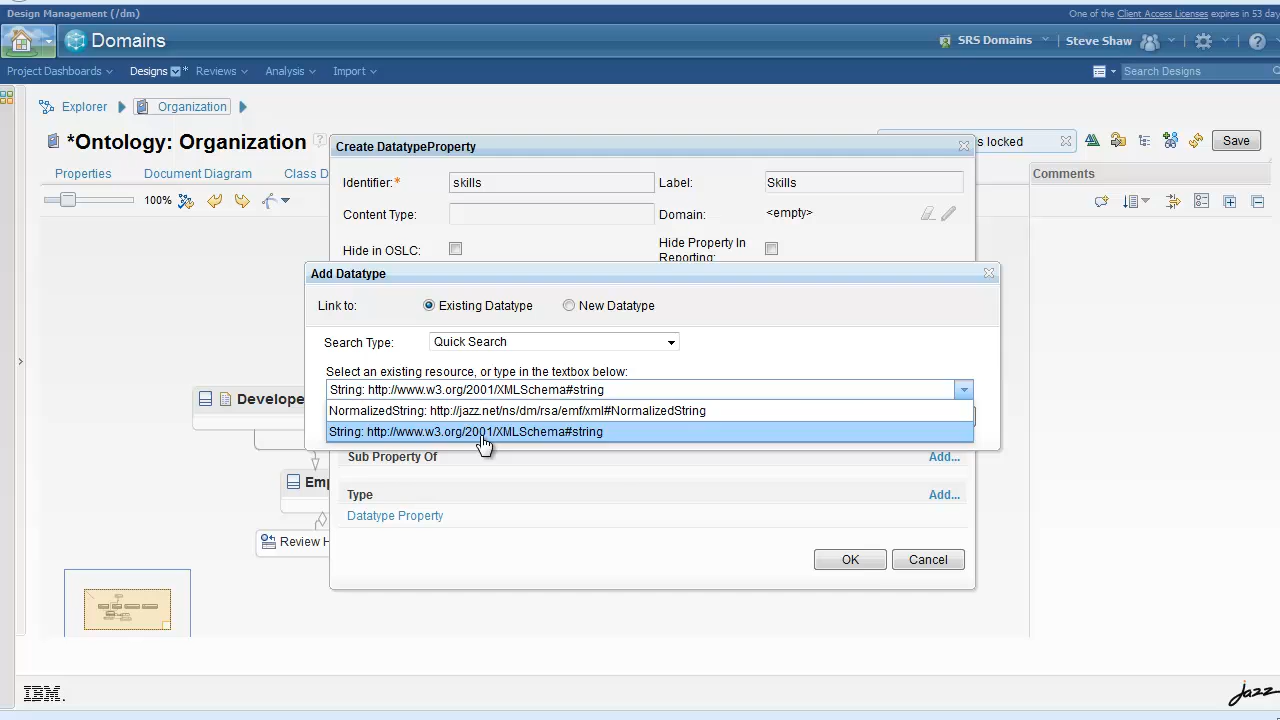 Design Management (/dm)
One of the Client Access Licenses expires in 53 day
Domains
SRS Domains
Steve Shaw
Project Dashboards
Designs *
Reviews
Analysis
Import
Search Designs
Explorer
Organization
*Ontology: Organization
s locked
Save
Properties
Document Diagram
Class D
Comments
100%
Create DatatypeProperty
Identifier:*
skills
Label:
Skills
Content Type:
Domain:
<empty>
Hide in OSLC:
Hide Property In
Reporting:
Add Datatype
Link to:
Existing Datatype
New Datatype
Search Type:
Quick Search
Select an existing resource, or type in the textbox below:
String: http://www.w3.org/2001/XMLSchema#string
NormalizedString: http://jazz.net/ns/dm/rsa/emf/xml#NormalizedString
String: http://www.w3.org/2001/XMLSchema#string
Develope
Sub Property Of
Add...
Emp
Type
Add...
Datatype Property
Review H
OK
Cancel
IBM.
jazz